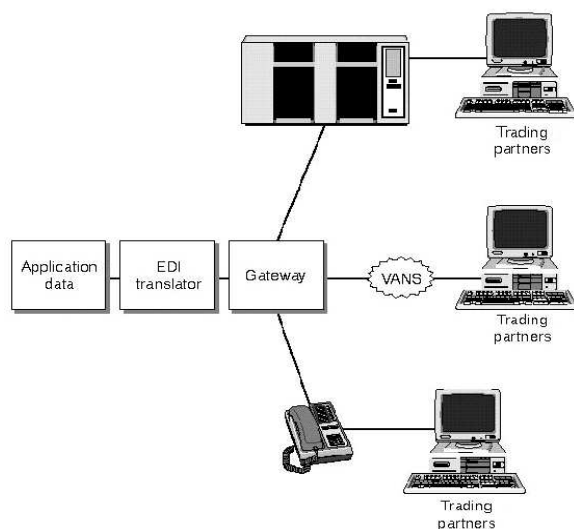 Trading
partners
Application
data
EDI
translator
Gateway
VANS
Trading
partners
Trading
partners